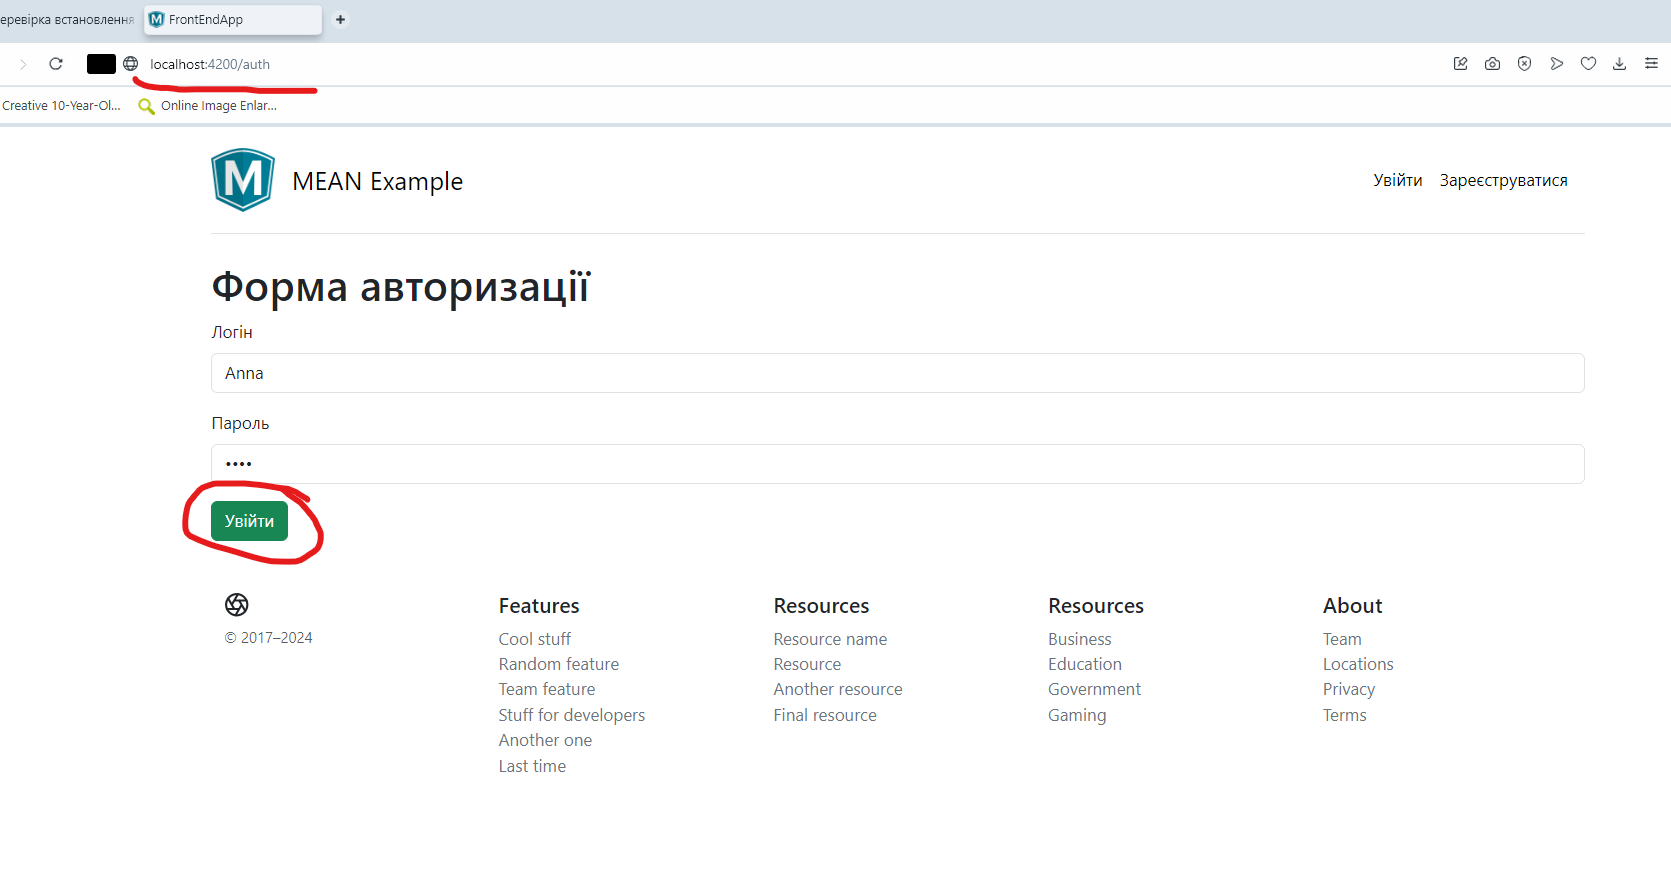 еревірка встановлення
FrontEndApp
localhost:4200/auth
Creative 10-Year-Ol...
Online Image Enlar...
M
MEAN Example
Увійти
Зареєструватися
Форма авторизації
Логін
Anna
Пароль
••••
Увійти
© 2017–2024
Features
Cool stuff
Random feature
Team feature
Stuff for developers
Another one
Last time
Resources
Resource name
Resource
Another resource
Final resource
Resources
Business
Education
Government
Gaming
About
Team
Locations
Privacy
Terms